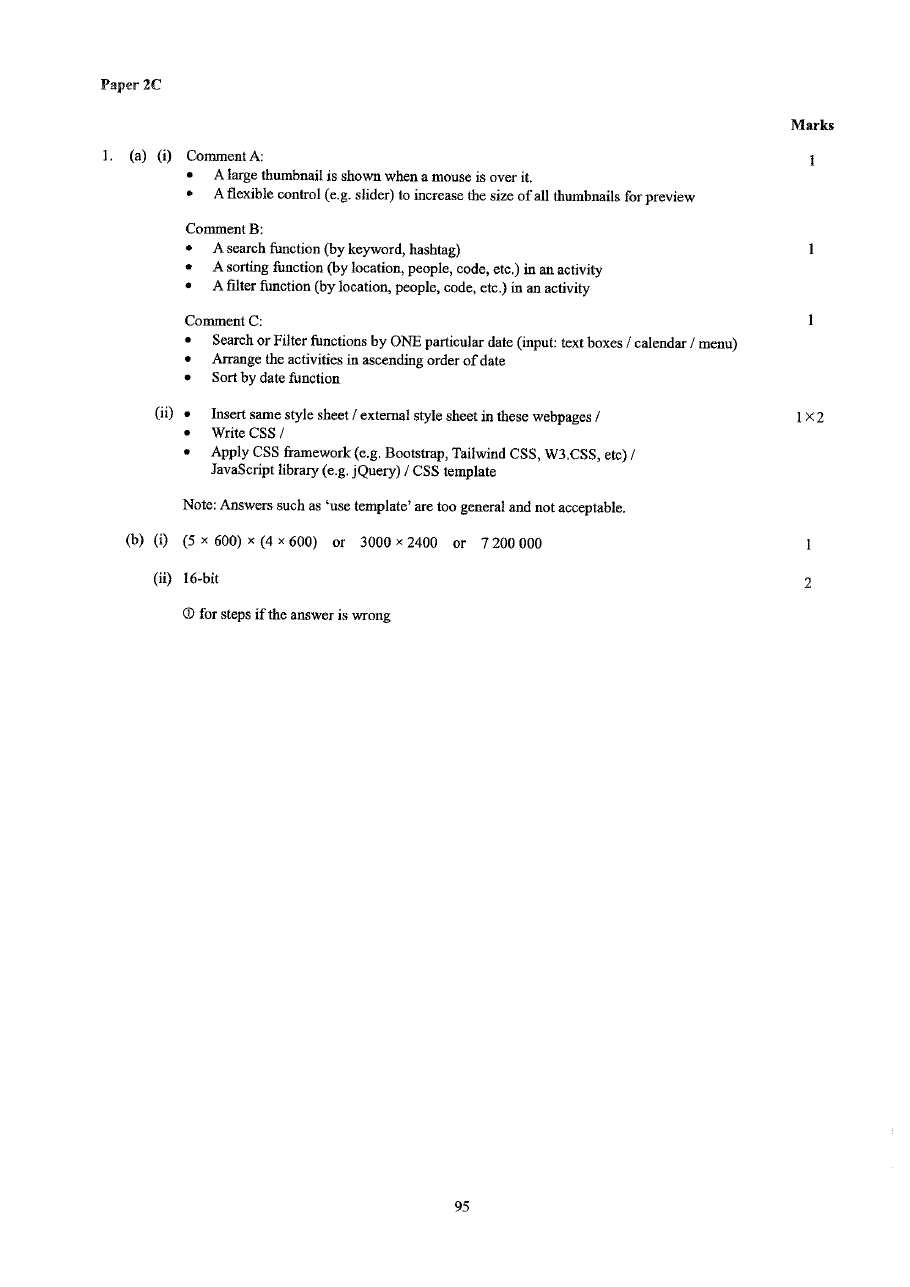 Paper 2C
Marks
1. (a) (i) Comment A: 1
• A large thumbnail is shown when a mouse is over it.
• A flexible control (e.g. slider) to increase the size of all thumbnails for preview
Comment B:
• A search function (by keyword, hashtag) 1
• A sorting function (by location, people, code, etc.) in an activity
• A filter function (by location, people, code, etc.) in an activity
Comment C: 1
• Search or Filter functions by ONE particular date (input: text boxes / calendar / menu)
• Arrange the activities in ascending order of date
• Sort by date function
(ii) • Insert same style sheet / external style sheet in these webpages / 1×2
• Write CSS /
• Apply CSS framework (e.g. Bootstrap, Tailwind CSS, W3.CSS, etc) /
JavaScript library (e.g. jQuery) / CSS template
Note: Answers such as ‘use template’ are too general and not acceptable.
(b) (i) (5 × 600) × (4 × 600) or 3000 × 2400 or 7 200 000 1
(ii) 16-bit 2
① for steps if the answer is wrong
95